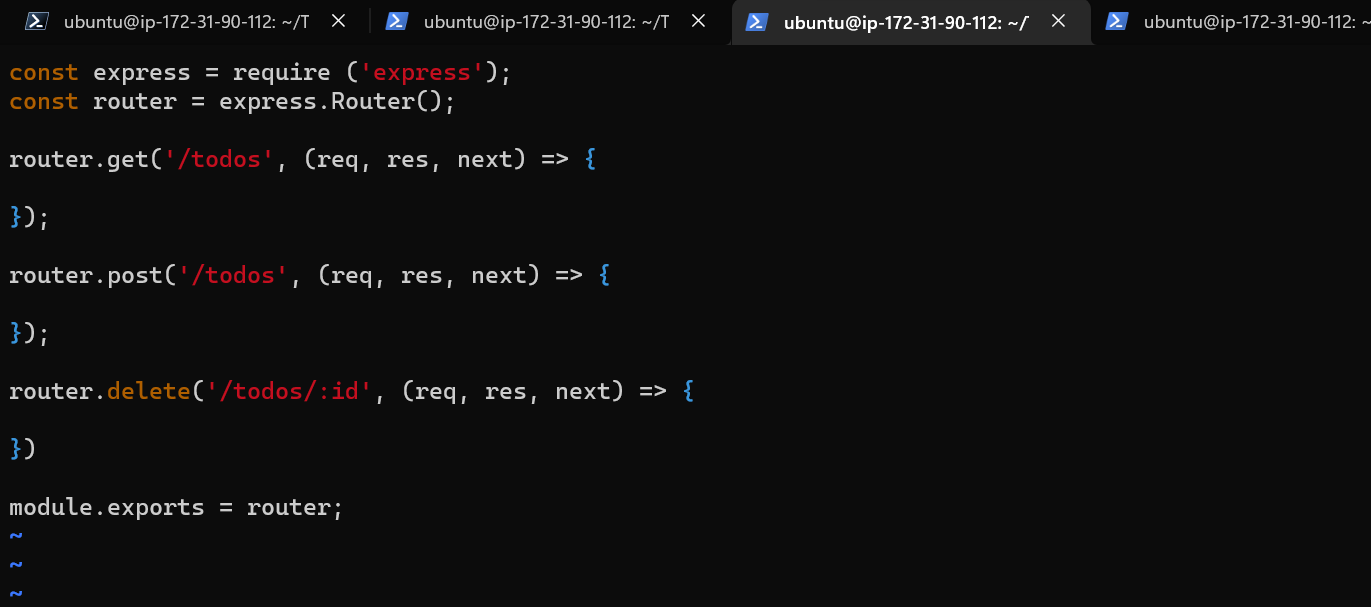 ubuntu@ip-172-31-90-112: ~/T
ubuntu@ip-172-31-90-112: ~/T
ubuntu@ip-172-31-90-112: ~/
ubuntu@ip-172-31-90-112: ~
const express = require ('express');
const router = express.Router();
router.get('/todos', (req, res, next) => {
});
router.post('/todos', (req, res, next) => {
});
router.delete('/todos/:id', (req, res, next) => {
})
module.exports = router;
~
~
~